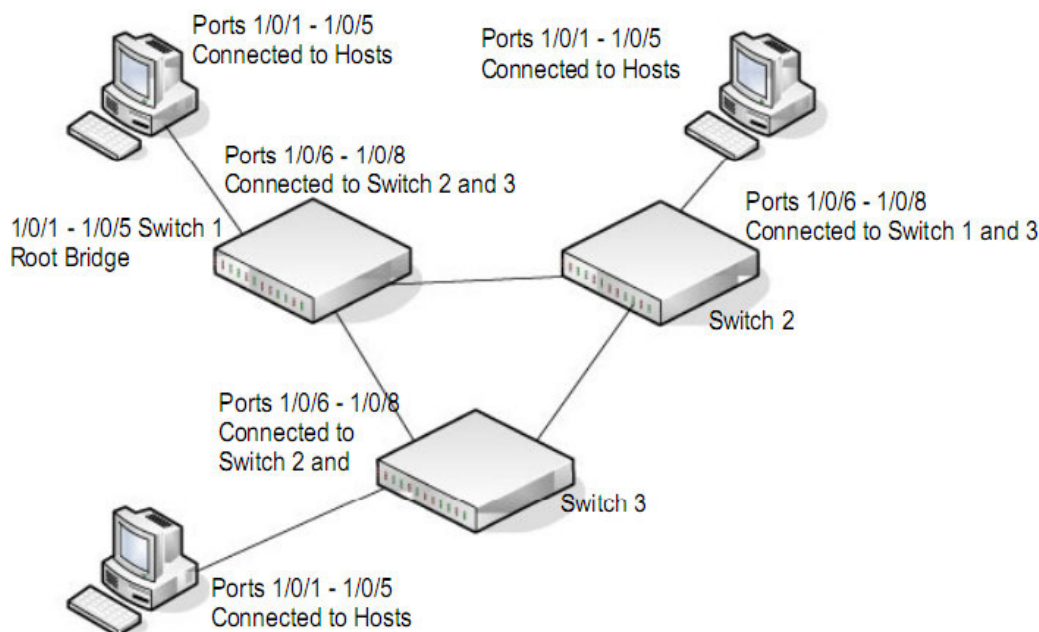 Ports 1/0/1 - 1/0/5
Connected to Hosts
Ports 1/0/1 - 1/0/5
Connected to Hosts
Ports 1/0/6 - 1/0/8
Connected to Switch 2 and 3
Ports 1/0/6 - 1/0/8
Connected to Switch 1 and 3
1/0/1 - 1/0/5 Switch 1
Root Bridge
Switch 2
Ports 1/0/6 - 1/0/8
Connected to
Switch 2 and
Switch 3
Ports 1/0/1 - 1/0/5
Connected to Hosts